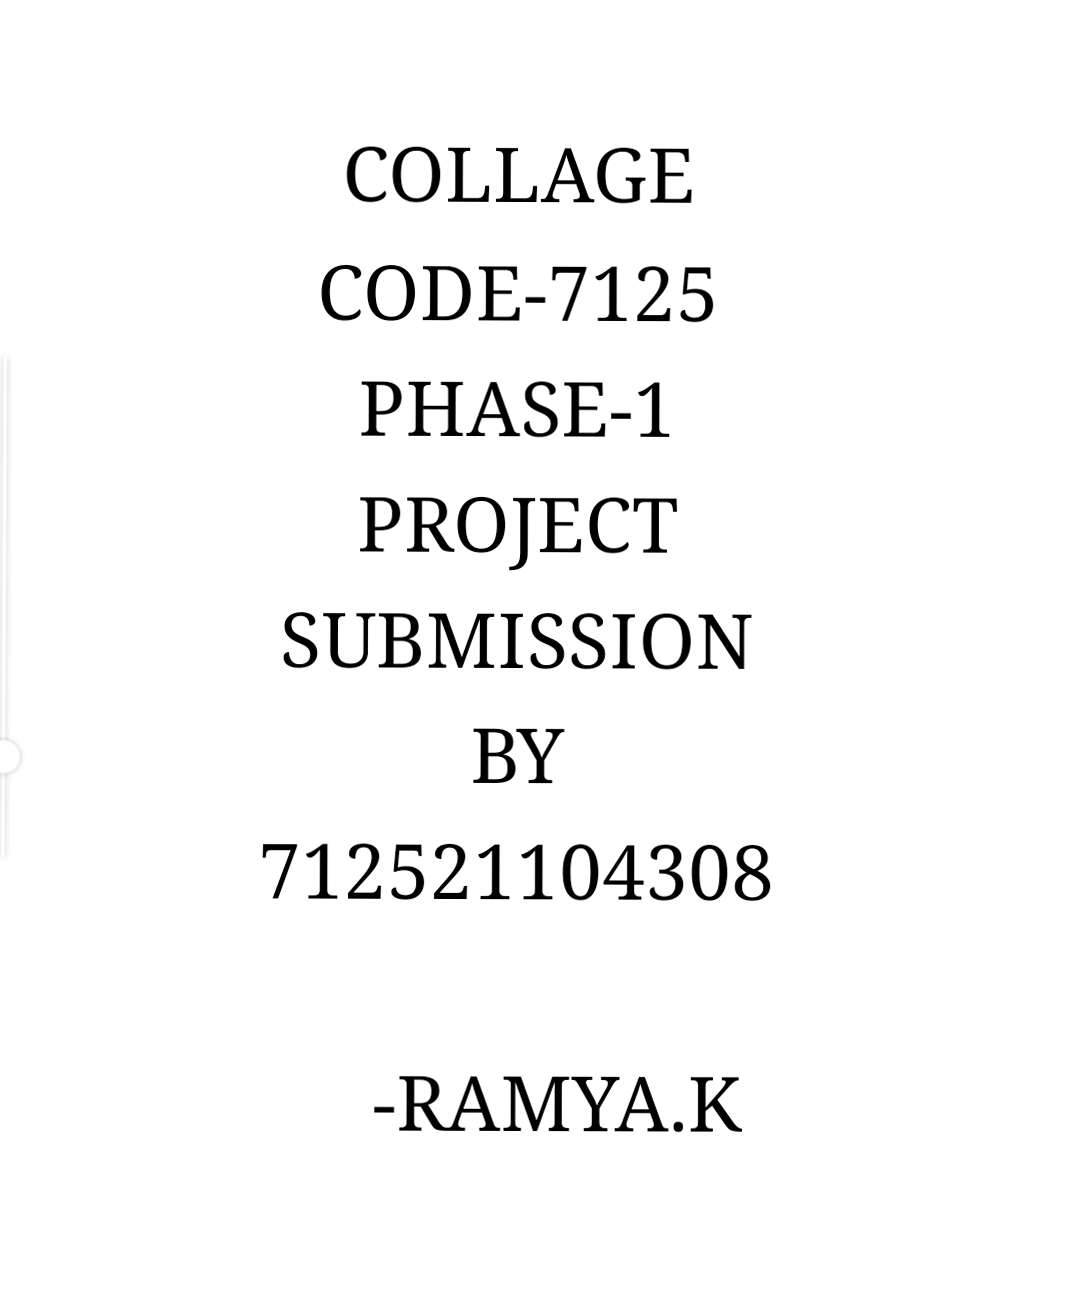 COLLAGE
CODE-7125
PHASE-1
PROJECT
SUBMISSION
BY
712521104308
-RAMYA.K